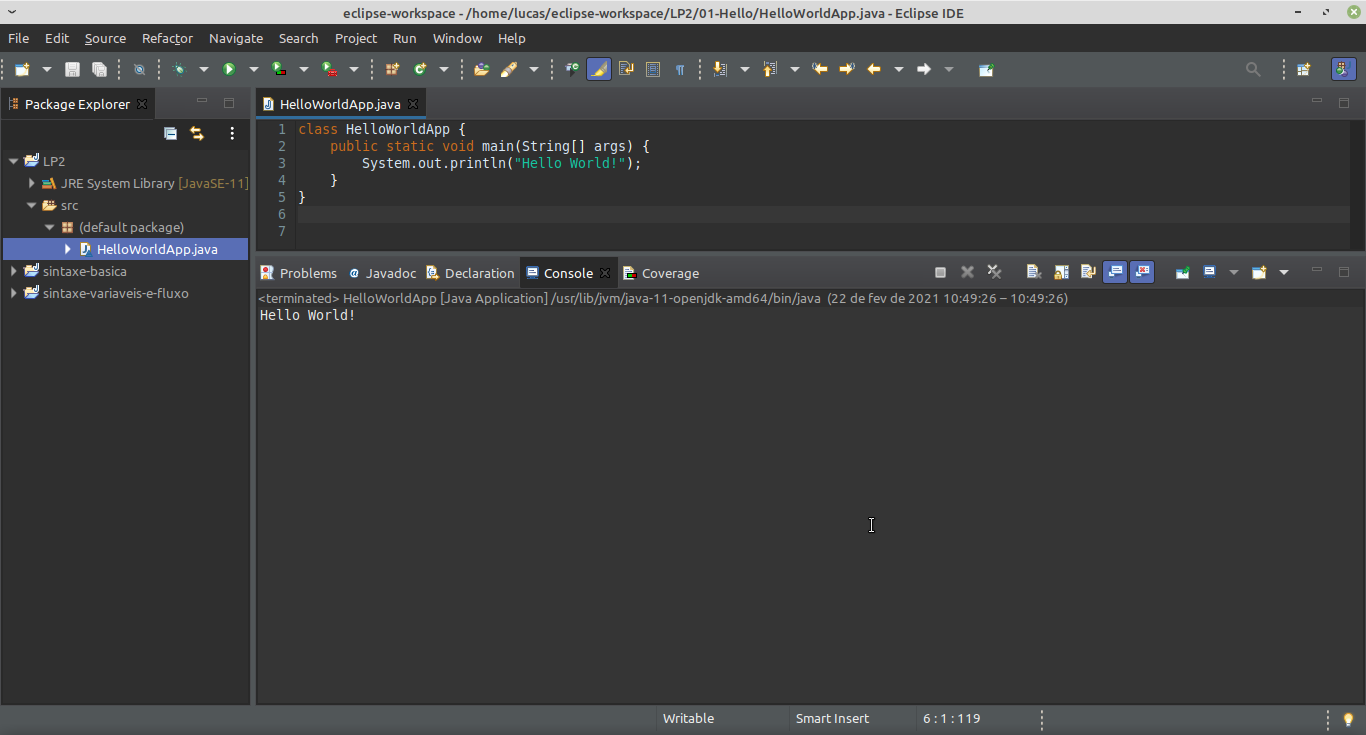 eclipse-workspace - /home/lucas/eclipse-workspace/LP2/01-Hello/HelloWorldApp.java - Eclipse IDE
File Edit Source Refactor Navigate Search Project Run Window Help
Package Explorer
LP2
JRE System Library [JavaSE-11]
src
(default package)
HelloWorldApp.java
sintaxe-basica
sintaxe-variaveis-e-fluxo
HelloWorldApp.java
1 class HelloWorldApp {
2     public static void main(String[] args) {
3         System.out.println("Hello World!");
4     }
5 }
6
7
Problems @ Javadoc Declaration Console Coverage
<terminated> HelloWorldApp [Java Application] /usr/lib/jvm/java-11-openjdk-amd64/bin/java (22 de fev de 2021 10:49:26 – 10:49:26)
Hello World!
Writable Smart Insert 6 : 1 : 119